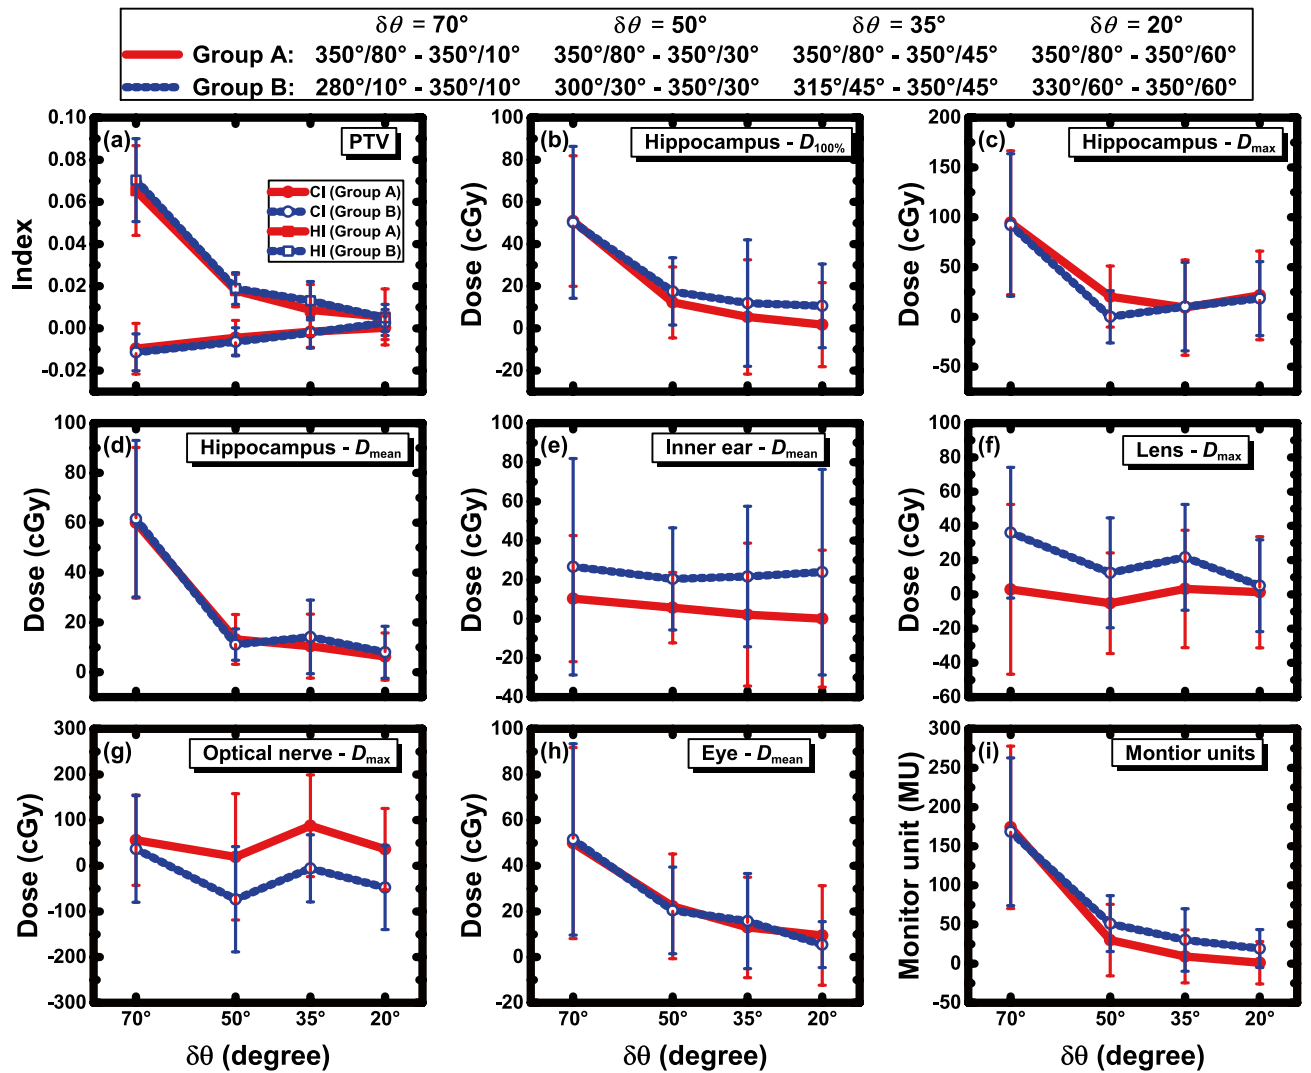 δθ = 70° δθ = 50° δθ = 35° δθ = 20°
Group A: 350°/80° - 350°/10° 350°/80 - 350°/30° 350°/80 - 350°/45° 350°/80 - 350°/60°
Group B: 280°/10° - 350°/10° 300°/30° - 350°/30° 315°/45° - 350°/45° 330°/60° - 350°/60°
(a) PTV
CI (Group A)
CI (Group B)
HI (Group A)
HI (Group B)
Index
0.10
0.08
0.06
0.04
0.02
0.00
-0.02
(b) Hippocampus - D100%
Dose (cGy)
100
80
60
40
20
0
-20
(c) Hippocampus - Dmax
Dose (cGy)
200
150
100
50
0
-50
(d) Hippocampus - Dmean
Dose (cGy)
100
80
60
40
20
0
(e) Inner ear - Dmean
Dose (cGy)
100
80
60
40
20
0
-20
-40
(f) Lens - Dmax
Dose (cGy)
100
80
60
40
20
0
-20
-40
-60
(g) Optical nerve - Dmax
Dose (cGy)
300
200
100
0
-100
-200
-300
70° 50° 35° 20°
δθ (degree)
(h) Eye - Dmean
Dose (cGy)
100
80
60
40
20
0
-20
70° 50° 35° 20°
δθ (degree)
(i) Montior units
Monitor unit (MU)
300
250
200
150
100
50
0
-50
70° 50° 35° 20°
δθ (degree)